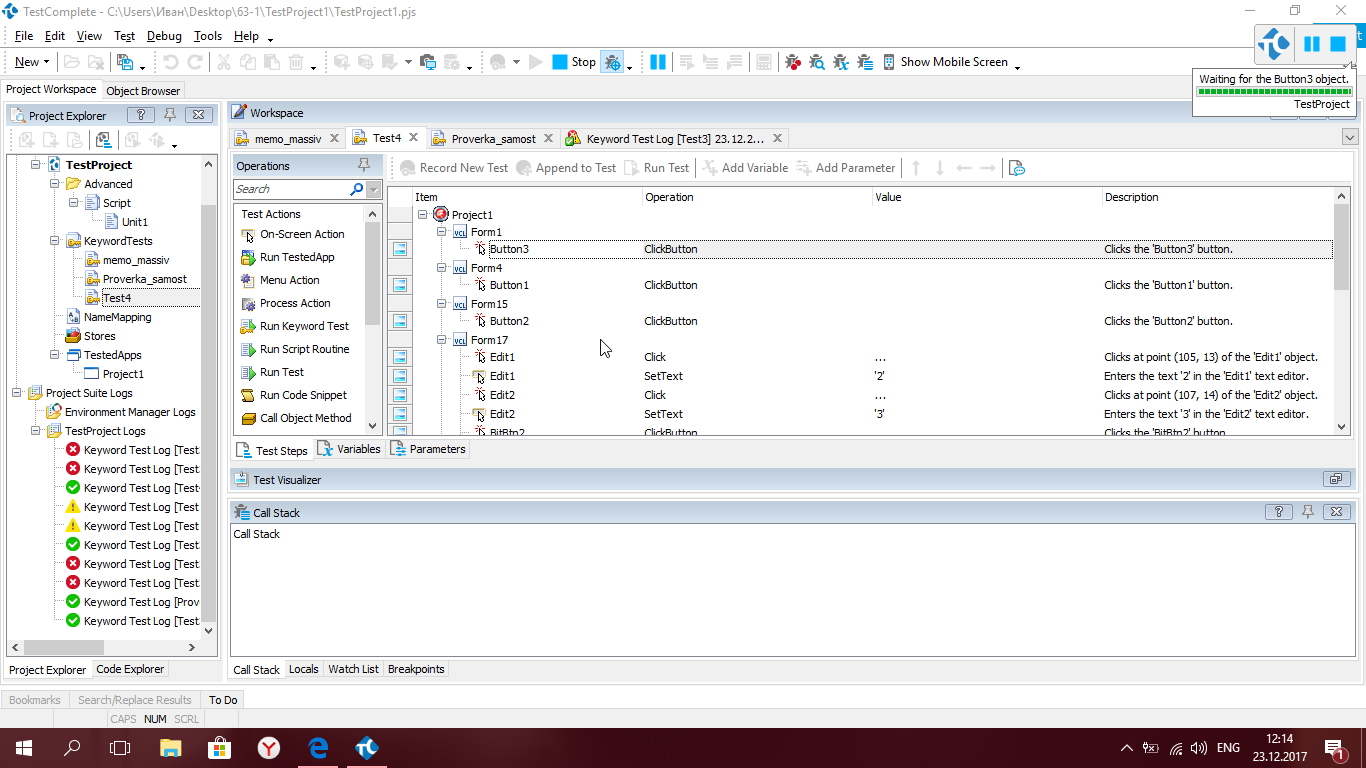 TestComplete - C:\Users\Иван\Desktop\63-1\TestProject1\TestProject1.pjs
File Edit View Test Debug Tools Help
New Stop Show Mobile Screen
Waiting for the Button3 object.
TestProject
Project Workspace Object Browser
Project Explorer
TestProject
Advanced
Script
Unit1
KeywordTests
memo_massiv
Proverka_samost
Test4
NameMapping
Stores
TestedApps
Project1
Project Suite Logs
Environment Manager Logs
TestProject Logs
Keyword Test Log [Test
Keyword Test Log [Test
Keyword Test Log [Test
Keyword Test Log [Test
Keyword Test Log [Test
Keyword Test Log [Test
Keyword Test Log [Test
Keyword Test Log [Test
Keyword Test Log [Prov
Keyword Test Log [Test
Project Explorer Code Explorer
Workspace
memo_massiv Test4 Proverka_samost Keyword Test Log [Test3] 23.12.2...
Operations
Search
Test Actions
On-Screen Action
Run TestedApp
Menu Action
Process Action
Run Keyword Test
Run Script Routine
Run Test
Run Code Snippet
Call Object Method
Record New Test Append to Test Run Test Add Variable Add Parameter
Item Operation Value Description
Project1
VCL Form1
Button3 ClickButton Clicks the 'Button3' button.
VCL Form4
Button1 ClickButton Clicks the 'Button1' button.
VCL Form15
Button2 ClickButton Clicks the 'Button2' button.
VCL Form17
Edit1 Click ... Clicks at point (105, 13) of the 'Edit1' object.
Edit1 SetText '2' Enters the text '2' in the 'Edit1' text editor.
Edit2 Click ... Clicks at point (107, 14) of the 'Edit2' object.
Edit2 SetText '3' Enters the text '3' in the 'Edit2' text editor.
BitBtn2 ClickButton Clicks the 'BitBtn2' button.
Test Steps Variables Parameters
Test Visualizer
Call Stack
Call Stack
Call Stack Locals Watch List Breakpoints
Bookmarks Search/Replace Results To Do
CAPS NUM SCRL
ENG
12:14
23.12.2017
1